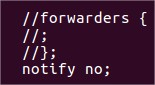 //forwarders {
//;
//};
notify no;